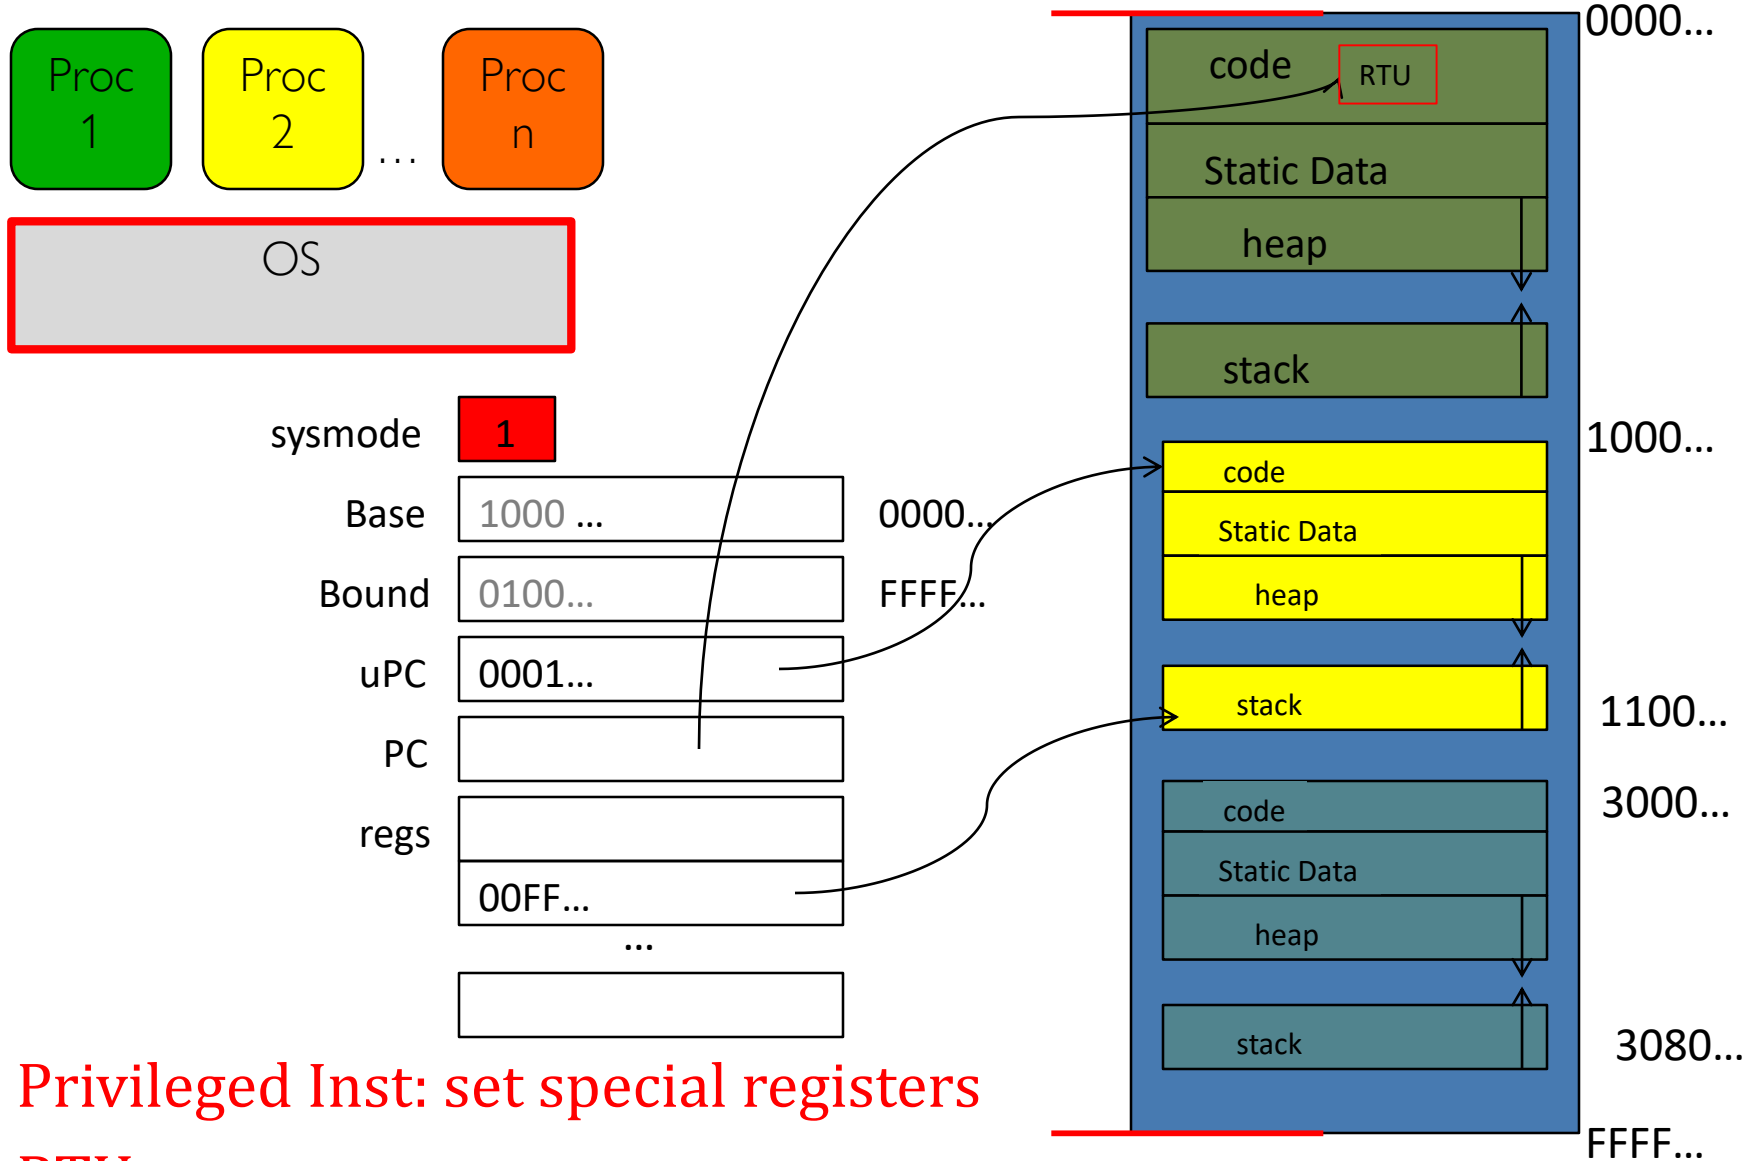 Proc
1
Proc
2
…
Proc
n
OS
sysmode 1
Base 1000 … 0000…
Bound 0100… FFFF…
uPC 0001…
PC
regs
00FF…
…
Privileged Inst: set special registers
RTU
0000…
code RTU
Static Data
heap
stack
1000…
code
Static Data
heap
stack
1100…
3000…
code
Static Data
heap
stack
3080…
FFFF…